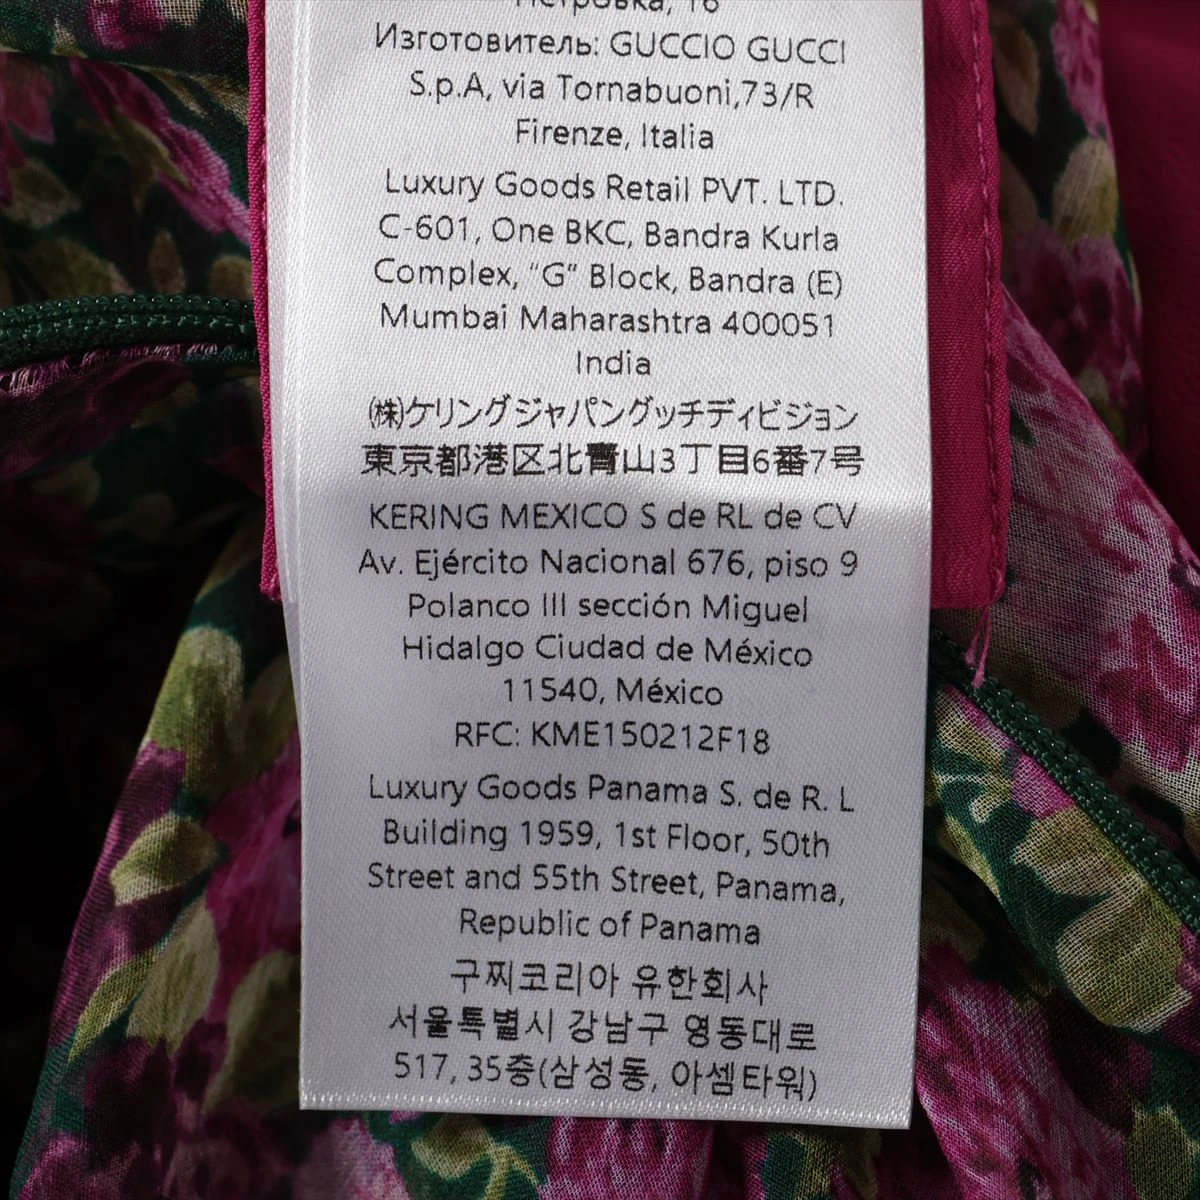 Петровка, 16
Изготовитель: GUCCIO GUCCI
S.p.A, via Tornabuoni,73/R
Firenze, Italia
Luxury Goods Retail PVT. LTD.
C-601, One BKC, Bandra Kurla
Complex, "G" Block, Bandra (E)
Mumbai Maharashtra 400051
India
㈱ケリングジャパングッチディビジョン
東京都港区北青山3丁目6番7号
KERING MEXICO S de RL de CV
Av. Ejército Nacional 676, piso 9
Polanco III sección Miguel
Hidalgo Ciudad de México
11540, México
RFC: KME150212F18
Luxury Goods Panama S. de R. L
Building 1959, 1st Floor, 50th
Street and 55th Street, Panama,
Republic of Panama
구찌코리아 유한회사
서울특별시 강남구 영동대로
517, 35층(삼성동, 아셈타워)